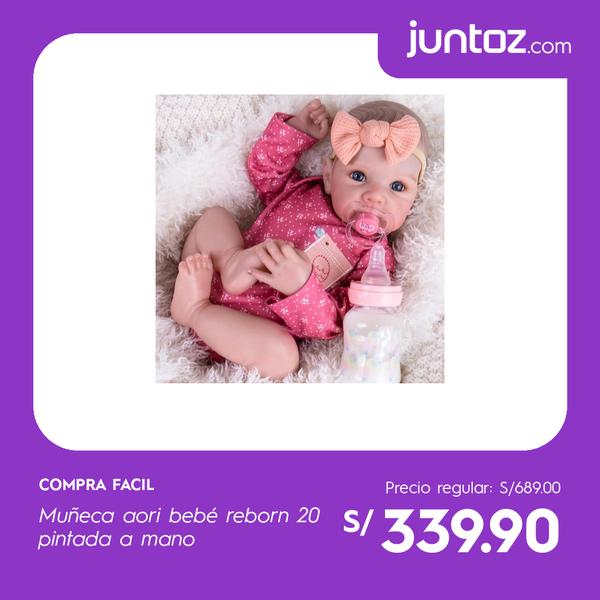 juntoz.com
COMPRA FACIL
Precio regular: S/689.00
Muñeca aori bebé reborn 20
pintada a mano
S/ 339.90